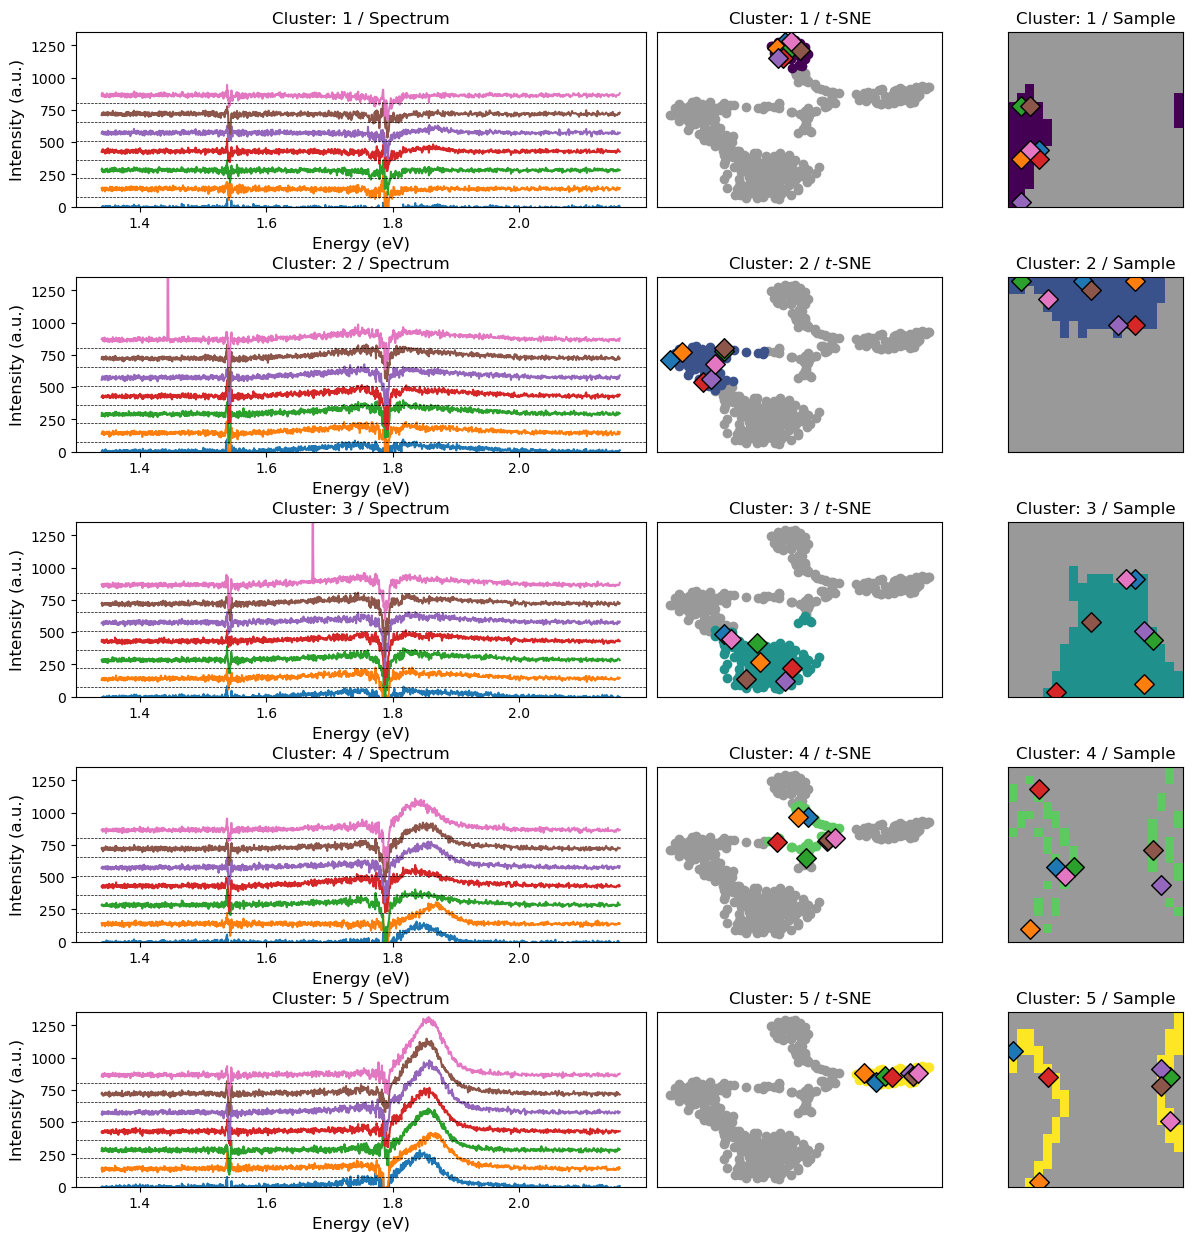 Cluster: 1 / Spectrum
Cluster: 1 / t-SNE
Cluster: 1 / Sample
Intensity (a.u.)
1250
1000
750
500
250
0
1.4 1.6 1.8 2.0
Energy (eV)
Cluster: 2 / Spectrum
Cluster: 2 / t-SNE
Cluster: 2 / Sample
Intensity (a.u.)
1250
1000
750
500
250
0
1.4 1.6 1.8 2.0
Energy (eV)
Cluster: 3 / Spectrum
Cluster: 3 / t-SNE
Cluster: 3 / Sample
Intensity (a.u.)
1250
1000
750
500
250
0
1.4 1.6 1.8 2.0
Energy (eV)
Cluster: 4 / Spectrum
Cluster: 4 / t-SNE
Cluster: 4 / Sample
Intensity (a.u.)
1250
1000
750
500
250
0
1.4 1.6 1.8 2.0
Energy (eV)
Cluster: 5 / Spectrum
Cluster: 5 / t-SNE
Cluster: 5 / Sample
Intensity (a.u.)
1250
1000
750
500
250
0
1.4 1.6 1.8 2.0
Energy (eV)